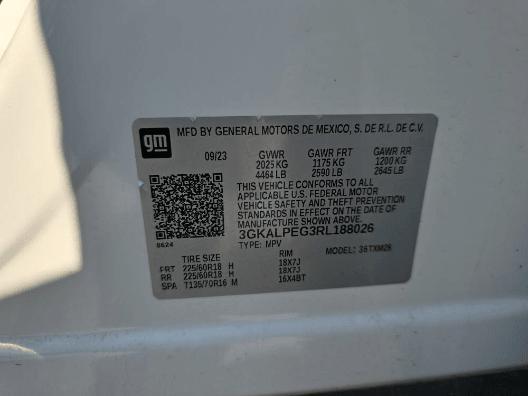 gm MFD BY GENERAL MOTORS DE MEXICO, S. DE R.L. DE C.V.
09/23 GVWR GAWR FRT GAWR RR
2025 KG 1175 KG 1200 KG
4464 LB 2590 LB 2645 LB
THIS VEHICLE CONFORMS TO ALL
APPLICABLE U.S. FEDERAL MOTOR
VEHICLE SAFETY AND THEFT PREVENTION
STANDARDS IN EFFECT ON THE DATE OF
MANUFACTURE SHOWN ABOVE.
3GKALPEG3RL188026
8624 TYPE: MPV MODEL: 36TXM26
TIRE SIZE RIM
FRT 225/60R18 H 18X7J
RR 225/60R18 H 18X7J
SPA T135/70R16 M 16X4BT